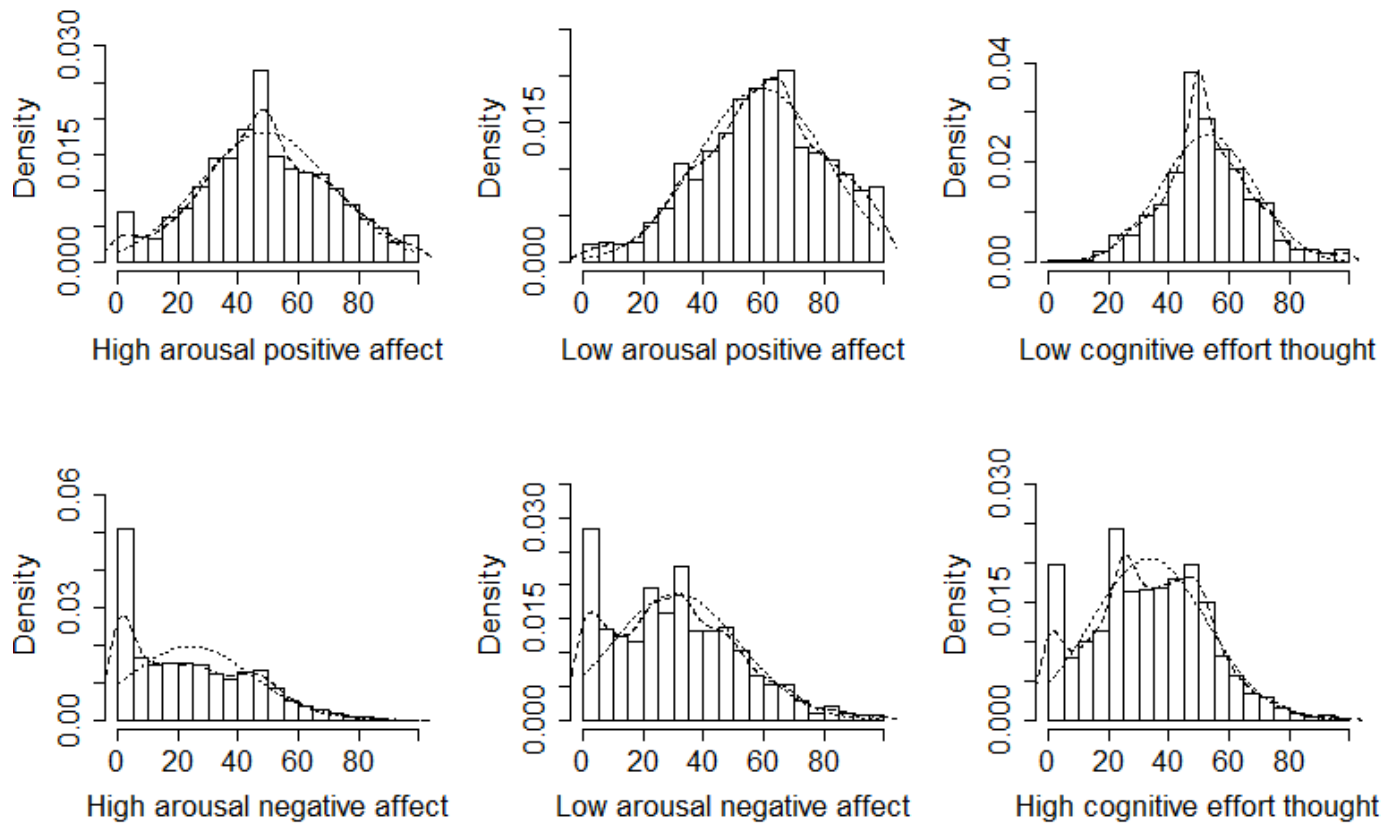 Density
0.000 0.015 0.030
0 20 40 60 80
High arousal positive affect
Density
0.000 0.015
0 20 40 60 80
Low arousal positive affect
Density
0.00 0.02 0.04
0 20 40 60 80
Low cognitive effort thought
Density
0.00 0.03 0.06
0 20 40 60 80
High arousal negative affect
Density
0.000 0.015 0.030
0 20 40 60 80
Low arousal negative affect
Density
0.000 0.015 0.030
0 20 40 60 80
High cognitive effort thought